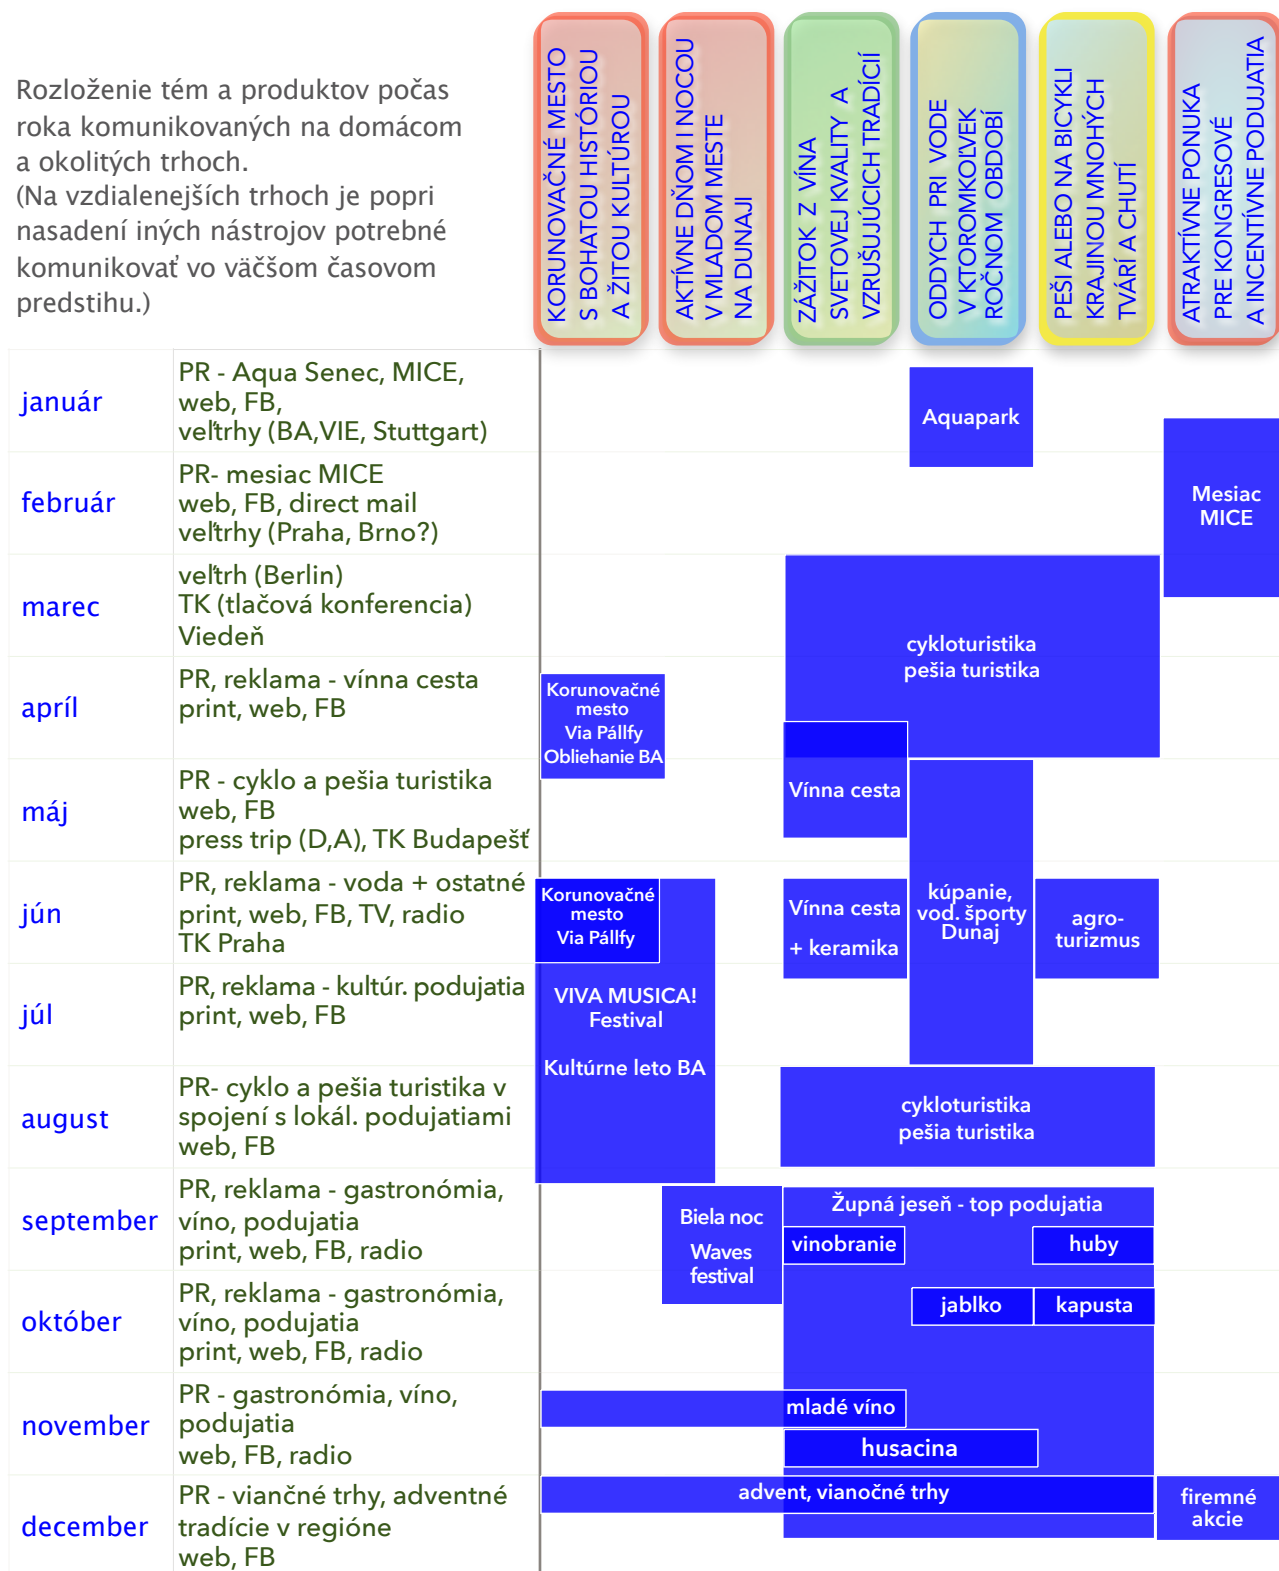 Rozloženie tém a produktov počas
roka komunikovaných na domácom
a okolitých trhoch.
(Na vzdialenejších trhoch je popri
nasadení iných nástrojov potrebné
komunikovať vo väčšom časovom
predstihu.)
KORUNOVAČNÉ MESTO
S BOHATOU HISTÓRIOU
A ŽITOU KULTÚROU
AKTÍVNE DŇOM I NOCOU
V MLADOM MESTE
NA DUNAJI
ZÁŽITOK Z VÍNA
SVETOVEJ KVALITY A
VZRUŠUJÚCICH TRADÍCIÍ
ODDYCH PRI VODE
V KTOROMKOĽVEK
ROČNOM OBDOBÍ
PEŠI ALEBO NA BICYKLI
KRAJINOU MNOHÝCH
TVÁRÍ A CHUTÍ
ATRAKTÍVNE PONUKA
PRE KONGRESOVÉ
A INCENTÍVNE PODUJATIA
január
PR - Aqua Senec, MICE,
web, FB,
veľtrhy (BA,VIE, Stuttgart)
Aquapark
február
PR- mesiac MICE
web, FB, direct mail
veľtrhy (Praha, Brno?)
Mesiac
MICE
marec
veľtrh (Berlin)
TK (tlačová konferencia)
Viedeň
cykloturistika
pešia turistika
apríl
PR, reklama - vínna cesta
print, web, FB
Korunovačné
mesto
Via Pállfy
Obliehanie BA
máj
PR - cyklo a pešia turistika
web, FB
press trip (D,A), TK Budapešť
Vínna cesta
jún
PR, reklama - voda + ostatné
print, web, FB, TV, radio
TK Praha
Korunovačné
mesto
Via Pállfy
Vínna cesta
+ keramika
kúpanie,
vod. športy
Dunaj
agro-
turizmus
júl
PR, reklama - kultúr. podujatia
print, web, FB
VIVA MUSICA!
Festival
Kultúrne leto BA
august
PR- cyklo a pešia turistika v
spojení s lokál. podujatiami
web, FB
cykloturistika
pešia turistika
september
PR, reklama - gastronómia,
víno, podujatia
print, web, FB, radio
Biela noc
Waves
festival
Župná jeseň - top podujatia
vinobranie
huby
október
PR, reklama - gastronómia,
víno, podujatia
print, web, FB, radio
jablko
kapusta
november
PR - gastronómia, víno,
podujatia
web, FB, radio
mladé víno
husacina
december
PR - viančné trhy, adventné
tradície v regióne
web, FB
advent, vianočné trhy
firemné
akcie